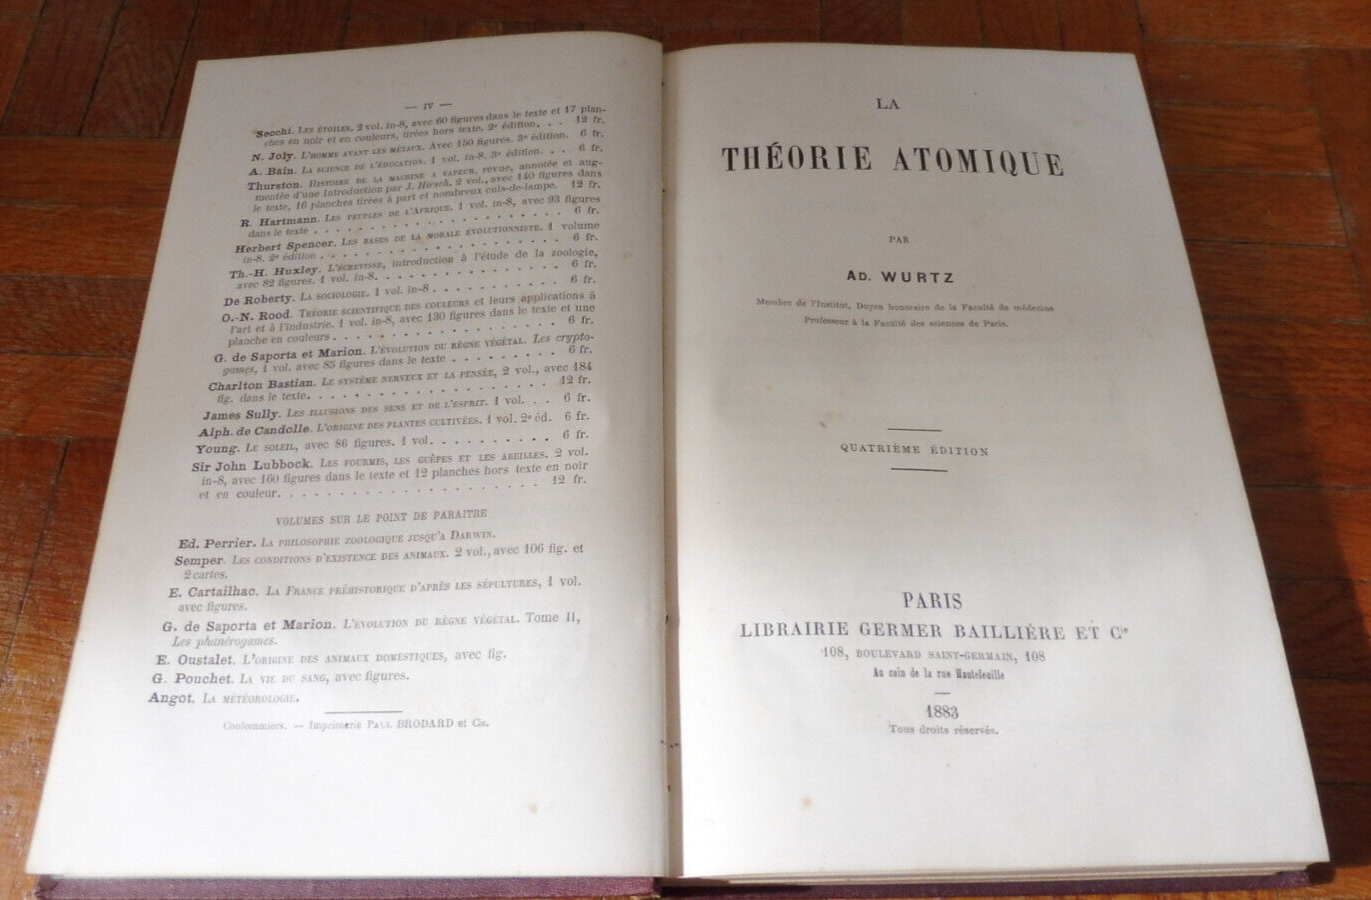 — IV —
Secchi. LES ÉTOILES, 2 vol. in-8, avec 60 figures dans le texte et 17 plan-
ches en noir et en couleurs, tirées hors texte. 2e édition. . . 12 fr.
N. Joly. L'HOMME AVANT LES MÉTAUX. Avec 150 figures. 3e édition. 6 fr.
A. Bain. LA SCIENCE DE L'ÉDUCATION. 1 vol. in-8. 3e édition. . . 6 fr.
Thurston. HISTOIRE DE LA MACHINE A VAPEUR, revue, annotée et aug-
mentée d'une Introduction par J. Hirsch. 2 vol., avec 140 figures dans
le texte, 16 planches tirées à part et nombreux culs-de-lampe. 12 fr.
R. Hartmann. LES PEUPLES DE L'AFRIQUE. 1 vol. in-8, avec 93 figures
dans le texte . . . . . . . . . . . . . . . . . . . . 6 fr.
Herbert Spencer. LES BASES DE LA MORALE ÉVOLUTIONNISTE. 1 volume
in-8. 2e édition . . . . . . . . . . . . . . . . . . . 6 fr.
Th.-H. Huxley. L'ÉCREVISSE, introduction à l'étude de la zoologie,
avec 82 figures. 1 vol. in-8. . . . . . . . . . . . . . . 6 fr.
De Roberty. LA SOCIOLOGIE. 1 vol. in-8 . . . . . . . . . . 6 fr.
O.-N. Rood. THÉORIE SCIENTIFIQUE DES COULEURS et leurs applications à
l'art et à l'industrie. 1 vol. in-8, avec 130 figures dans le texte et une
planche en couleurs . . . . . . . . . . . . . . . . . . 6 fr.
G. de Saporta et Marion. L'ÉVOLUTION DU RÈGNE VÉGÉTAL. Les crypto-
games, 1 vol. avec 85 figures dans le texte . . . . . . . . . 6 fr.
Charlton Bastian. LE SYSTÈME NERVEUX ET LA PENSÉE, 2 vol., avec 184
fig. dans le texte. . . . . . . . . . . . . . . . . . . 12 fr.
James Sully. LES ILLUSIONS DES SENS ET DE L'ESPRIT. 1 vol. . . 6 fr.
Alph. de Candolle. L'ORIGINE DES PLANTES CULTIVÉES. 1 vol. 2e éd. 6 fr.
Young. LE SOLEIL, avec 86 figures. 1 vol. . . . . . . . . . 6 fr.
Sir John Lubbock. LES FOURMIS, LES GUÊPES ET LES ABEILLES. 2 vol.
in-8, avec 160 figures dans le texte et 12 planches hors texte en noir
et en couleur. . . . . . . . . . . . . . . . . . . . 12 fr.
VOLUMES SUR LE POINT DE PARAITRE
Ed. Perrier. LA PHILOSOPHIE ZOOLOGIQUE JUSQU'A DARWIN.
Semper. LES CONDITIONS D'EXISTENCE DES ANIMAUX. 2 vol., avec 106 fig. et
2 cartes.
E. Cartailhac. LA FRANCE PRÉHISTORIQUE D'APRÈS LES SÉPULTURES, 1 vol.
avec figures.
G. de Saporta et Marion. L'ÉVOLUTION DU RÈGNE VÉGÉTAL. Tome II,
Les phanérogames.
E. Oustalet. L'ORIGINE DES ANIMAUX DOMESTIQUES, avec fig.
G. Pouchet. LA VIE DU SANG, avec figures.
Angot. LA MÉTÉOROLOGIE.
Coulommiers. — Imprimerie PAUL BRODARD et Cie.
LA
THÉORIE ATOMIQUE
PAR
AD. WURTZ
Membre de l'Institut, Doyen honoraire de la Faculté de médecine
Professeur à la Faculté des sciences de Paris.
QUATRIÈME ÉDITION
PARIS
LIBRAIRIE GERMER BAILLIÈRE ET Cie
108, BOULEVARD SAINT-GERMAIN, 108
Au coin de la rue Hautefeuille
1883
Tous droits réservés.